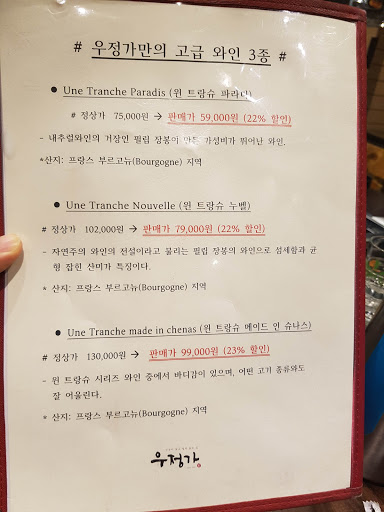 # 우정가만의 고급 와인 3종 #
● Une Tranche Paradis (윈 트랑슈 파라디)
# 정상가 75,000원 → 판매가 59,000원 (22% 할인)
- 내추럴와인의 거장인 필립 장봉이 만든 가성비가 뛰어난 와인.
*산지: 프랑스 부르고뉴(Bourgogne) 지역
● Une Tranche Nouvelle (윈 트랑슈 누벨)
# 정상가 102,000원 → 판매가 79,000원 (22% 할인)
- 자연주의 와인의 전설이라고 불리는 필립 장봉의 와인으로 섬세함과 균
형 잡힌 산미가 특징이다.
* 산지: 프랑스 부르고뉴(Bourgogne) 지역
● Une Tranche made in chenas (윈 트랑슈 메이드 인 슈나스)
# 정상가 130,000원 → 판매가 99,000원 (23% 할인)
- 윈 트랑슈 시리즈 와인 중에서 바디감이 있으며, 어떤 고기 종류와도
잘 어울린다.
* 산지: 프랑스 부르고뉴(Bourgogne) 지역
우정가